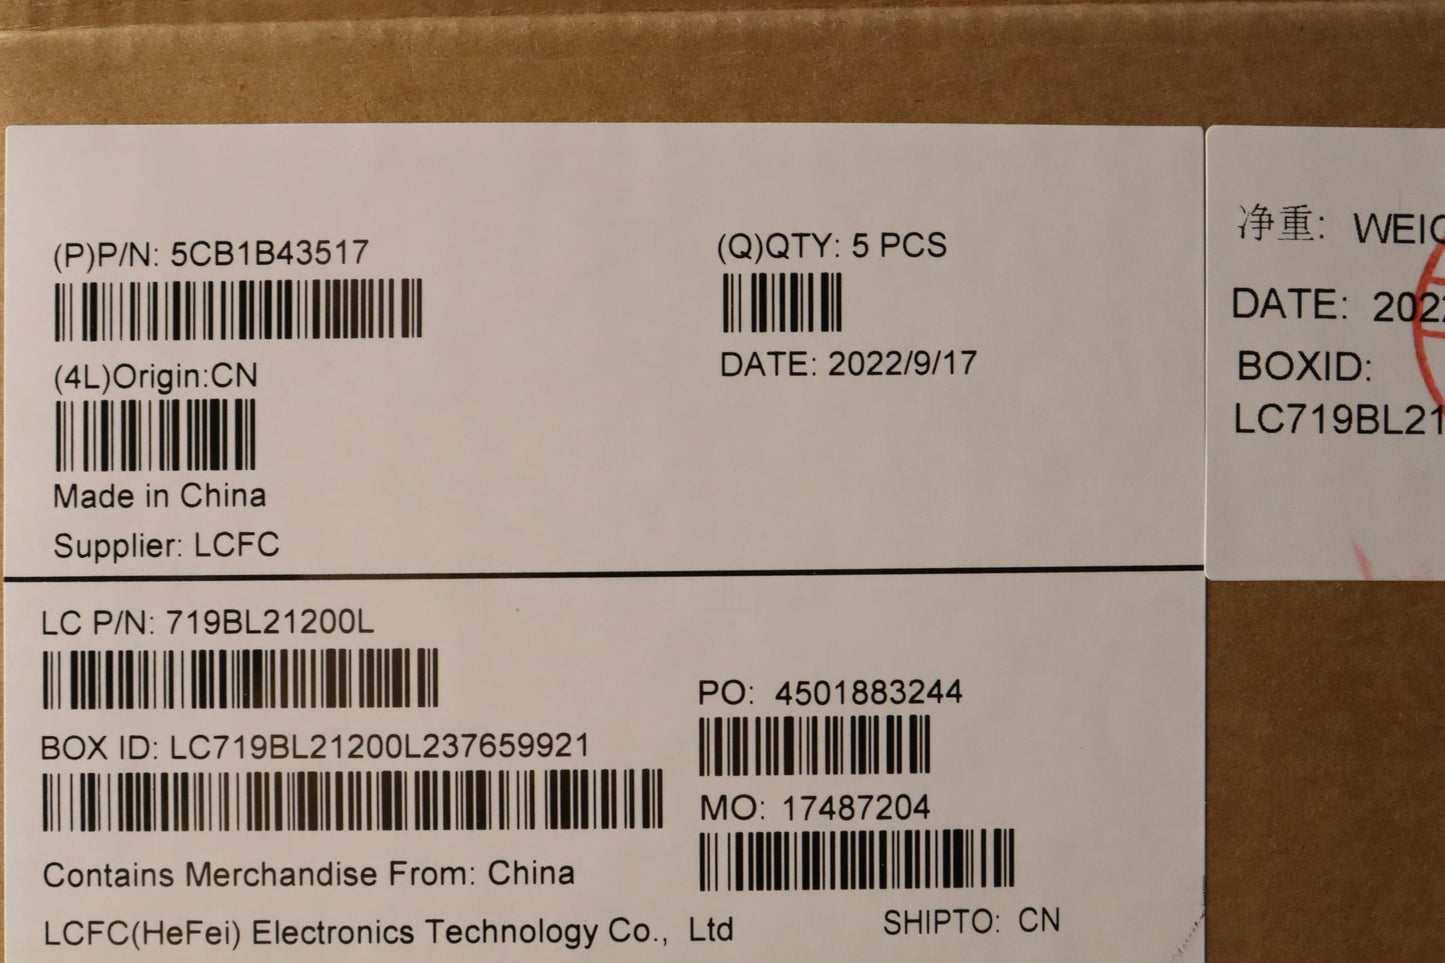 (P)P/N: 5CB1B43517
(Q)QTY: 5 PCS
(4L)Origin:CN
DATE: 2022/9/17
Made in China
Supplier: LCFC
LC P/N: 719BL21200L
PO: 4501883244
BOX ID: LC719BL21200L237659921
MO: 17487204
Contains Merchandise From: China
LCFC(HeFei) Electronics Technology Co., Ltd
SHIPTO: CN
净重:
DATE:
BOXID:
LC719BL21